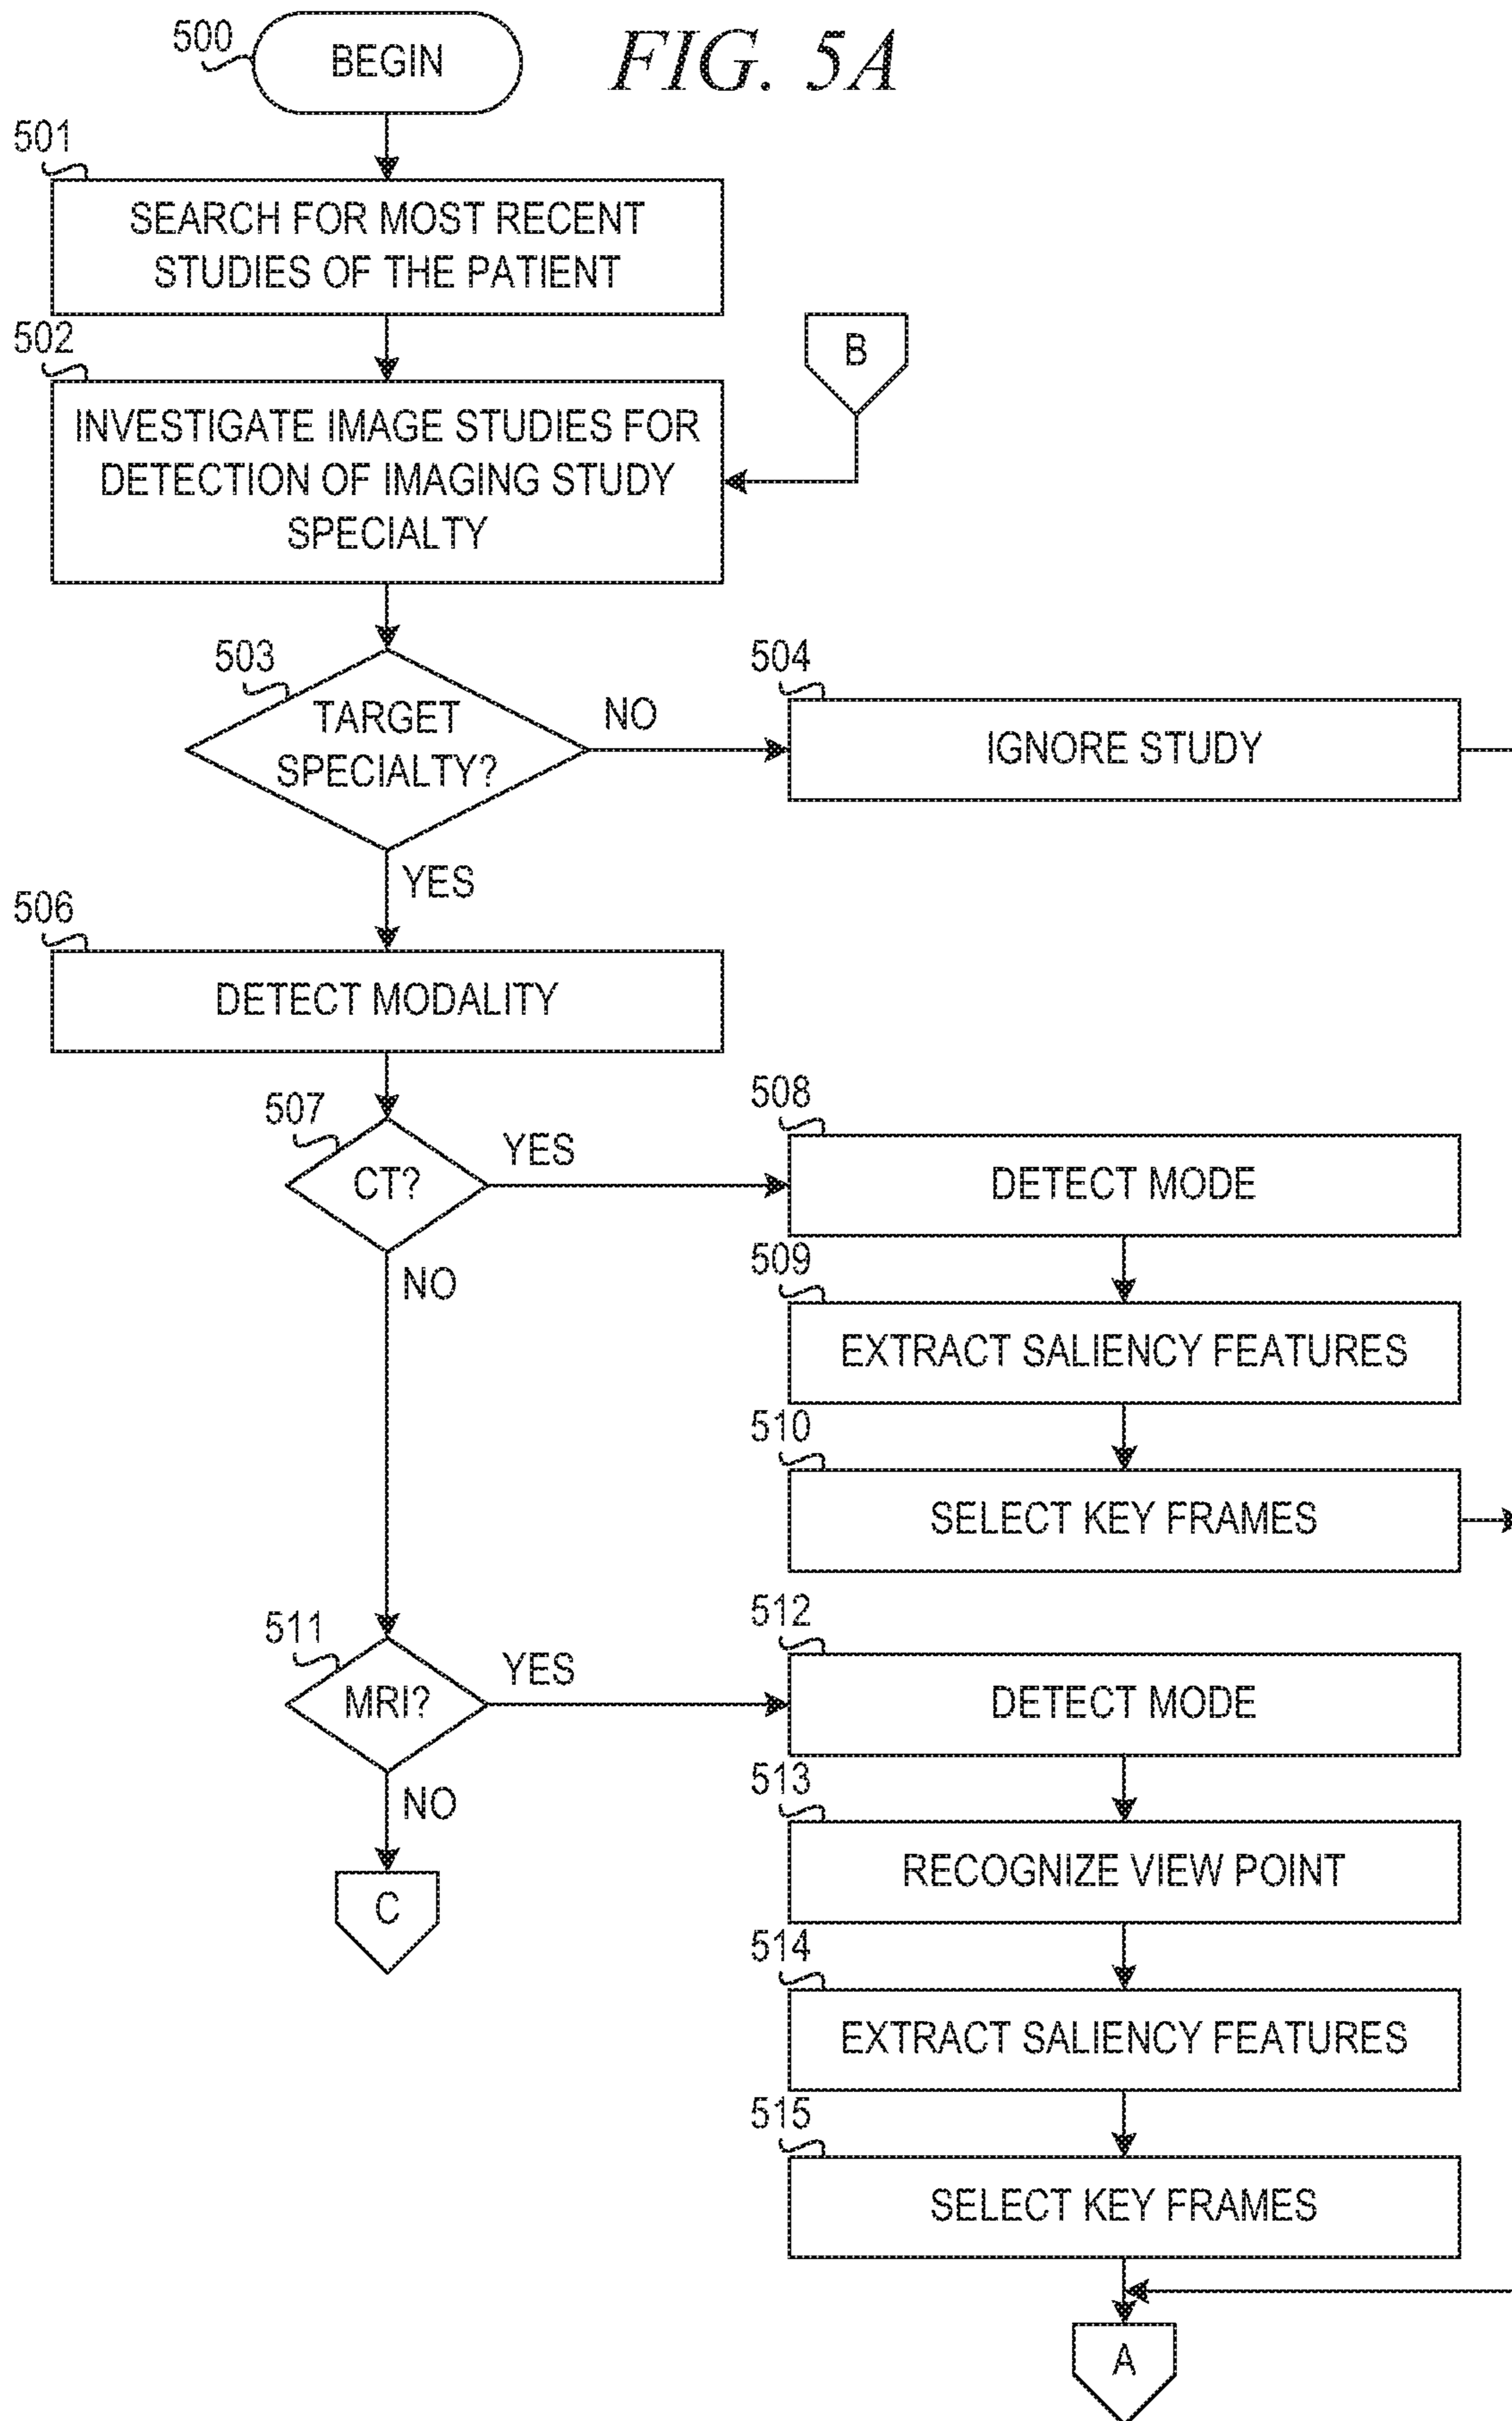 FIG. 5A
500
BEGIN
501
SEARCH FOR MOST RECENT
STUDIES OF THE PATIENT
502
INVESTIGATE IMAGE STUDIES FOR
DETECTION OF IMAGING STUDY
SPECIALTY
B
503
TARGET
SPECIALTY?
NO
504
IGNORE STUDY
YES
506
DETECT MODALITY
507
CT?
YES
508
DETECT MODE
NO
509
EXTRACT SALIENCY FEATURES
510
SELECT KEY FRAMES
511
MRI?
YES
512
DETECT MODE
NO
C
513
RECOGNIZE VIEW POINT
514
EXTRACT SALIENCY FEATURES
515
SELECT KEY FRAMES
A